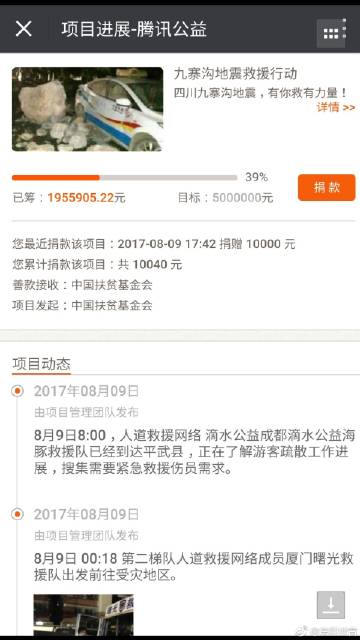 项目进展-腾讯公益
九寨沟地震救援行动
四川九寨沟地震，有你救有力量！
详情 >>
39%
捐 款
已筹：1955905.22元
目标：5000000元
您最近捐款该项目：2017-08-09 17:42 捐赠 10000 元
您累计捐款该项目：共 10040 元
善款接收：中国扶贫基金会
项目发起：中国扶贫基金会
项目动态
2017年08月09日
由项目管理团队发布
8月9日8:00，人道救援网络 滴水公益成都滴水公益海
豚救援队已经到达平武县，正在了解游客疏散工作进
展，搜集需要紧急救援伤员需求。
2017年08月09日
由项目管理团队发布
8月9日 00:18 第二梯队人道救援网络成员厦门曙光救
援队出发前往受灾地区。